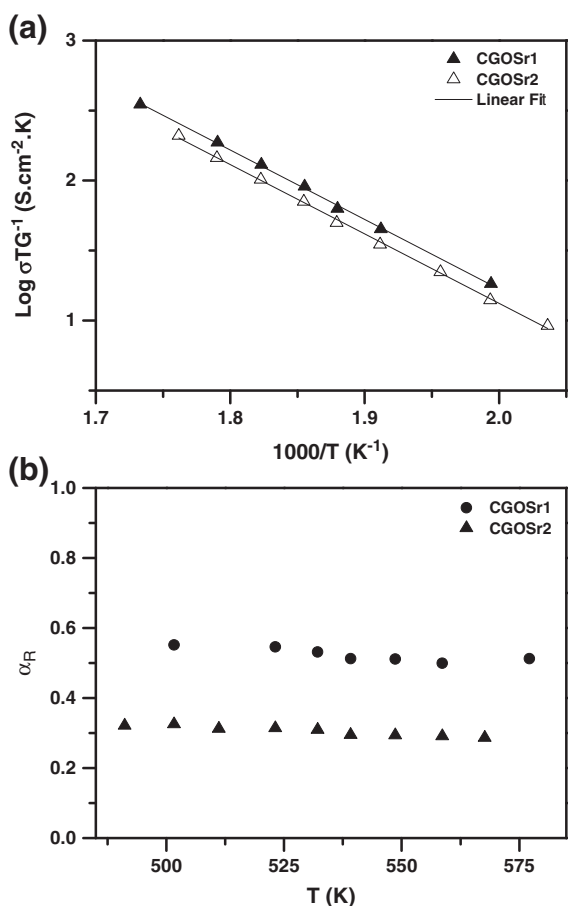 (a)
3
2
1
Log σTG⁻¹ (S.cm⁻².K)
CGOSr1
CGOSr2
Linear Fit
1.7 1.8 1.9 2.0
1000/T (K⁻¹)
(b)
1.0
0.8
0.6
0.4
0.2
0.0
αR
CGOSr1
CGOSr2
500 525 550 575
T (K)